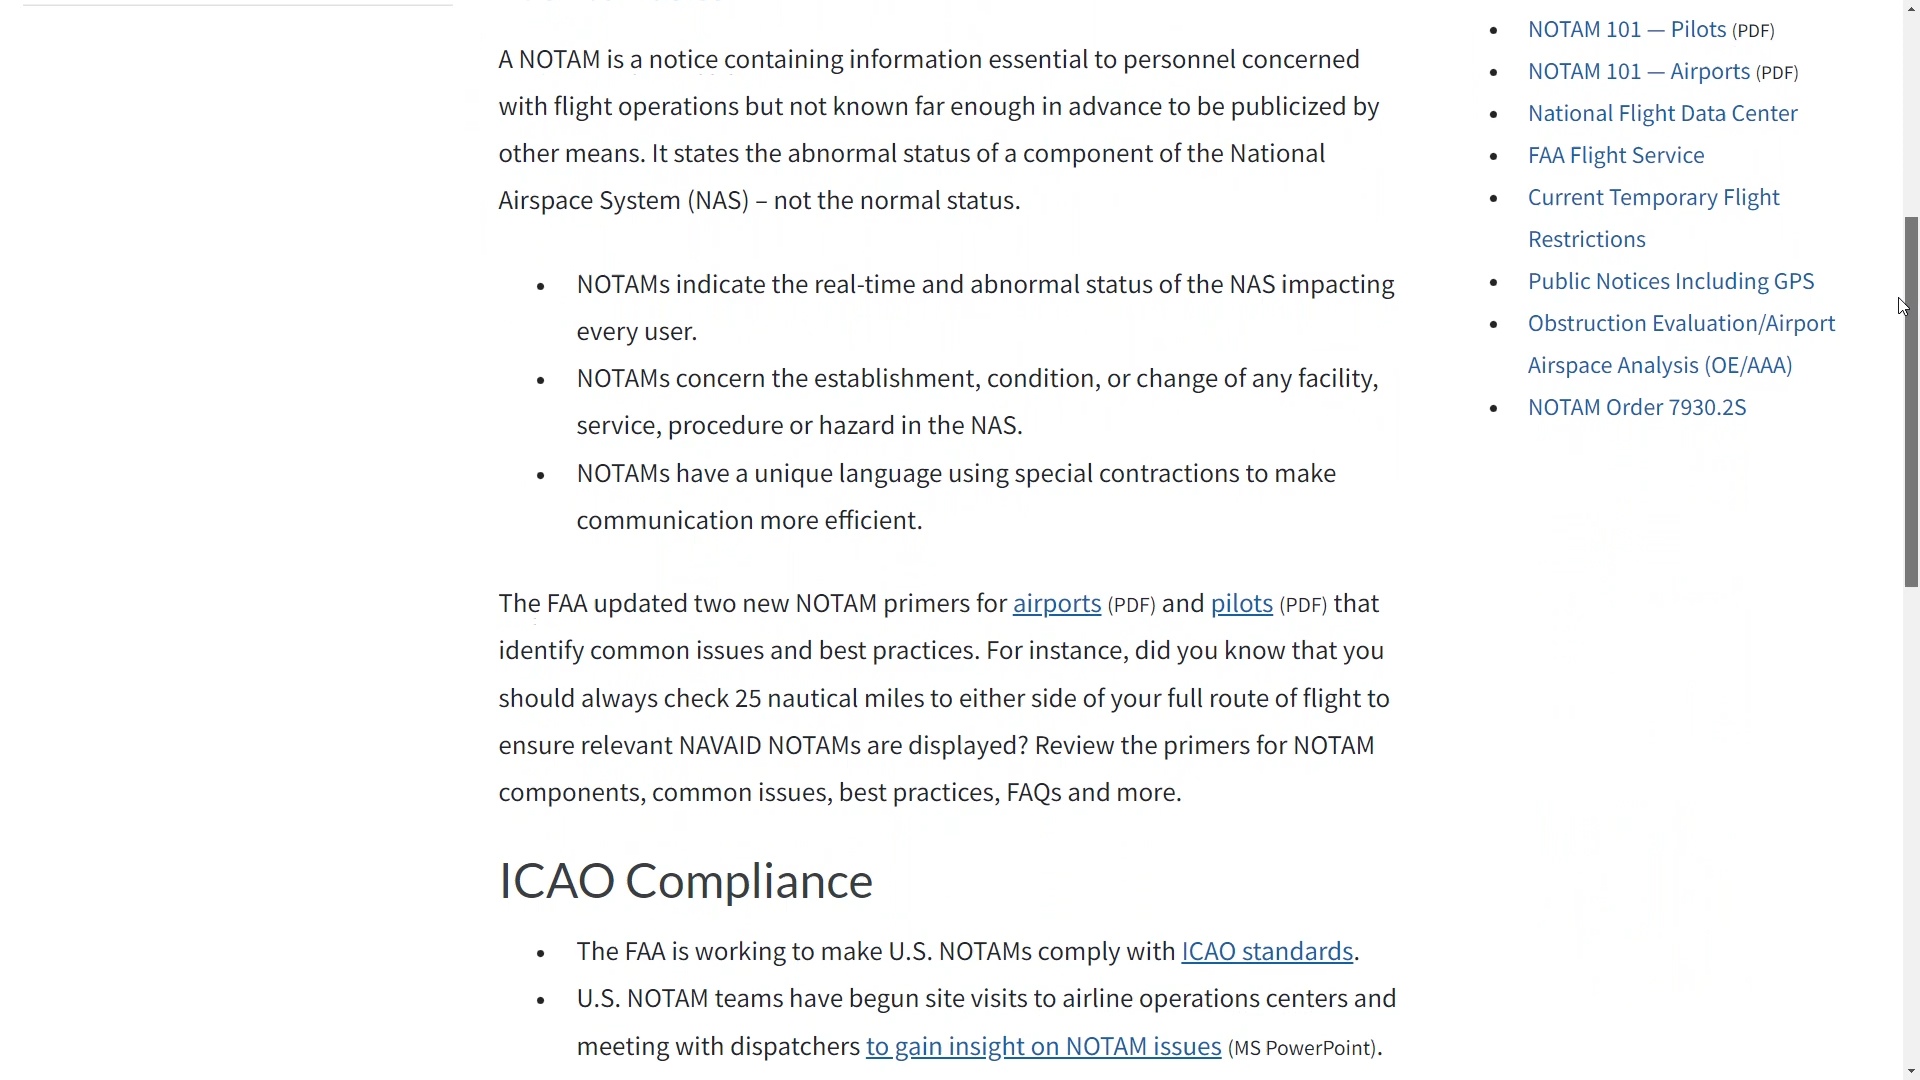 A NOTAM is a notice containing information essential to personnel concerned
with flight operations but not known far enough in advance to be publicized by
other means. It states the abnormal status of a component of the National
Airspace System (NAS) – not the normal status.
• NOTAMs indicate the real-time and abnormal status of the NAS impacting
every user.
• NOTAMs concern the establishment, condition, or change of any facility,
service, procedure or hazard in the NAS.
• NOTAMs have a unique language using special contractions to make
communication more efficient.
The FAA updated two new NOTAM primers for airports (PDF) and pilots (PDF) that
identify common issues and best practices. For instance, did you know that you
should always check 25 nautical miles to either side of your full route of flight to
ensure relevant NAVAID NOTAMs are displayed? Review the primers for NOTAM
components, common issues, best practices, FAQs and more.
ICAO Compliance
• The FAA is working to make U.S. NOTAMs comply with ICAO standards.
• U.S. NOTAM teams have begun site visits to airline operations centers and
meeting with dispatchers to gain insight on NOTAM issues (MS PowerPoint).
• NOTAM 101 — Pilots (PDF)
• NOTAM 101 — Airports (PDF)
• National Flight Data Center
• FAA Flight Service
• Current Temporary Flight
Restrictions
• Public Notices Including GPS
• Obstruction Evaluation/Airport
Airspace Analysis (OE/AAA)
• NOTAM Order 7930.2S